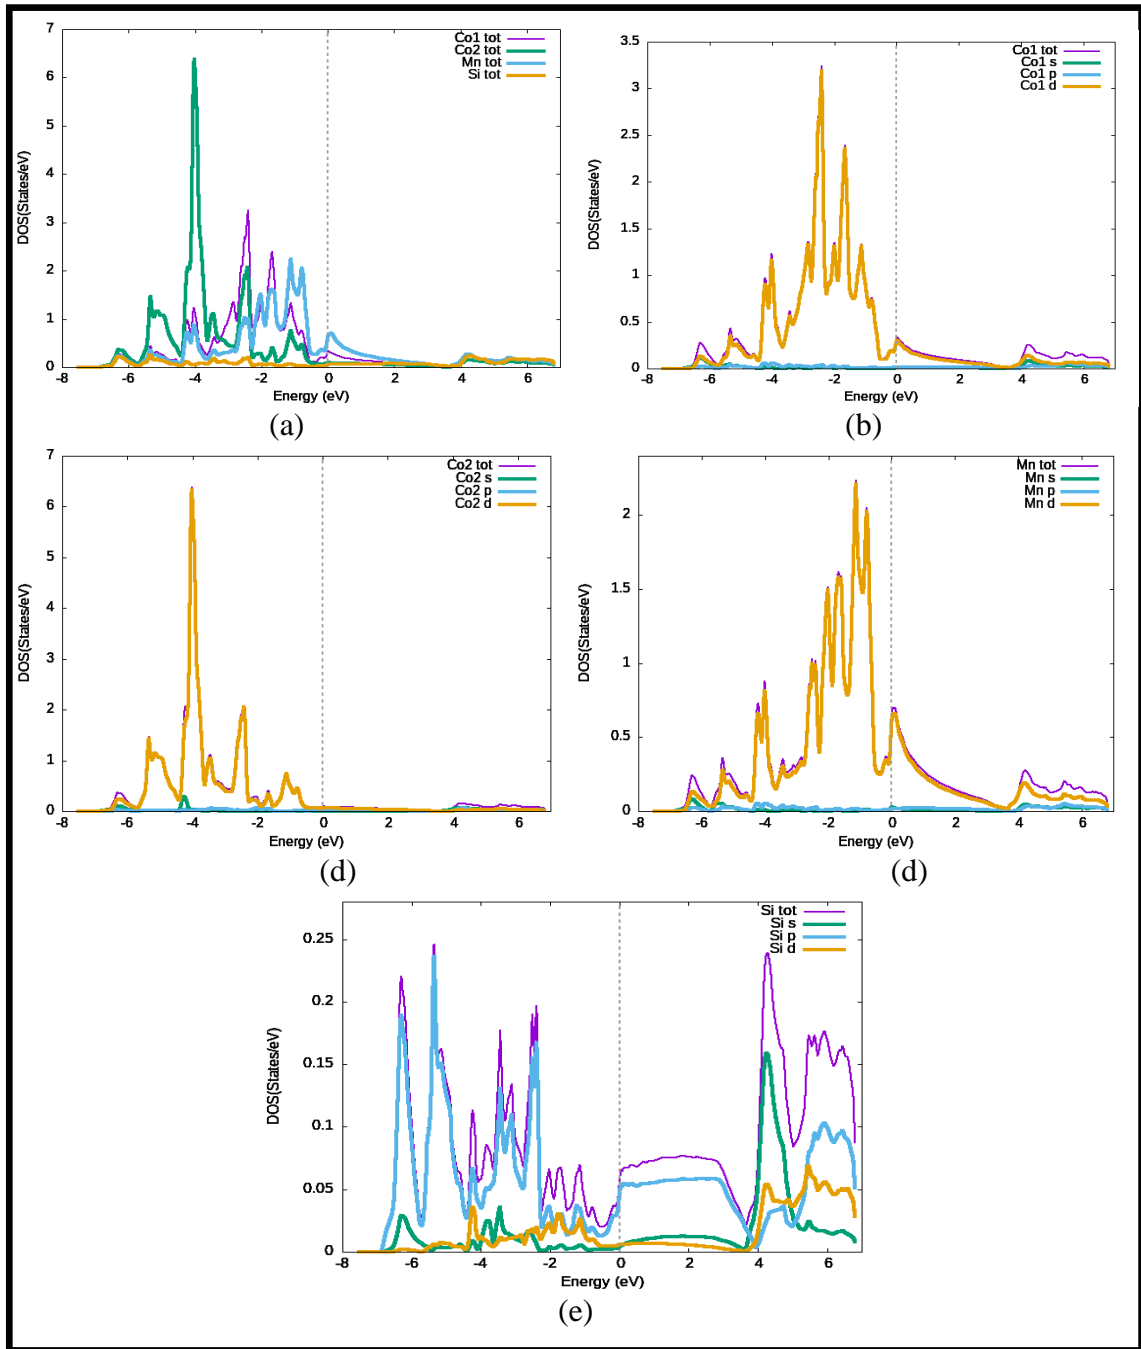 7
6
5
4
3
2
1
0
-8 -6 -4 -2 0 2 4 6
DOS(States/eV)
Energy (eV)
Co1 tot
Co2 tot
Mn tot
Si tot
(a)
3.5
3
2.5
2
1.5
1
0.5
0
-8 -6 -4 -2 0 2 4 6
DOS(States/eV)
Energy (eV)
Co1 tot
Co1 s
Co1 p
Co1 d
(b)
7
6
5
4
3
2
1
0
-8 -6 -4 -2 0 2 4 6
DOS(States/eV)
Energy (eV)
Co2 tot
Co2 s
Co2 p
Co2 d
(d)
2
1.5
1
0.5
0
-8 -6 -4 -2 0 2 4 6
DOS(States/eV)
Energy (eV)
Mn tot
Mn s
Mn p
Mn d
(d)
0.25
0.2
0.15
0.1
0.05
0
-8 -6 -4 -2 0 2 4 6
DOS(States/eV)
Energy (eV)
Si tot
Si s
Si p
Si d
(e)